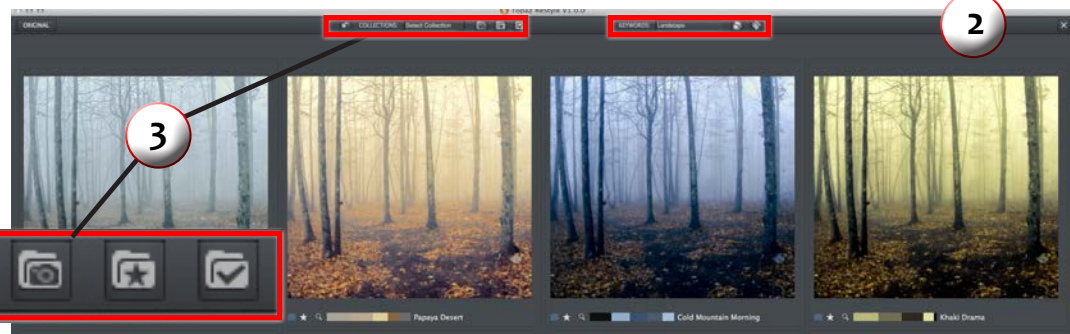 Topaz ReStyle V1.0.0
ORIGINAL
COLLECTIONS Select Collection
KEYWORDS Landscape
2
3
Papaya Desert
Cold Mountain Morning
Khaki Drama